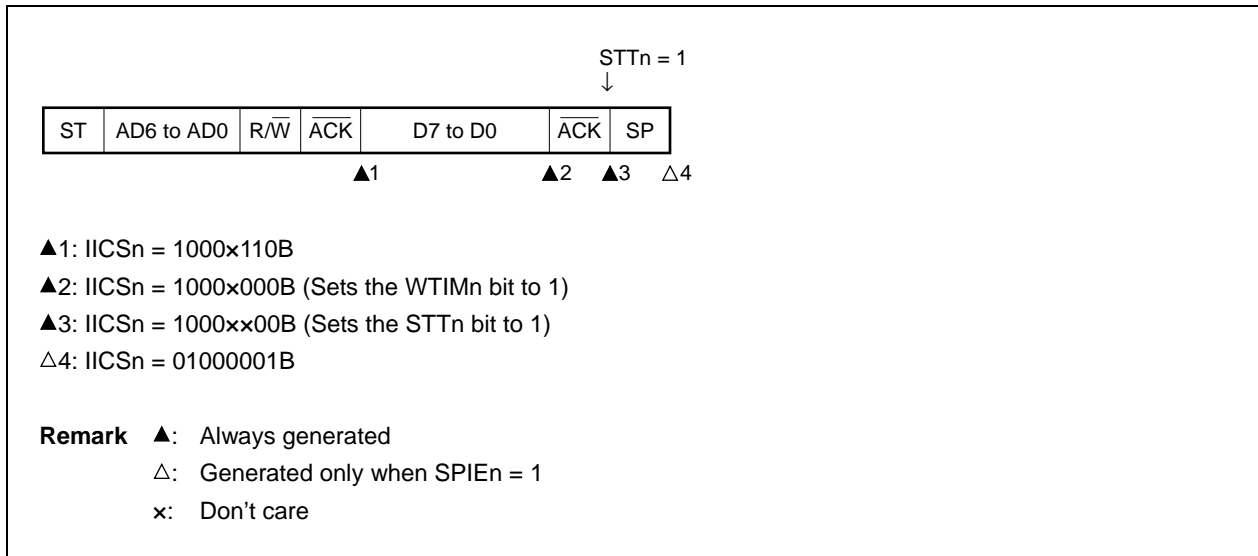 STTn = 1
↓
ST AD6 to AD0 R/W̅ A̅C̅K̅ D7 to D0 A̅C̅K̅ SP
▲1 ▲2 ▲3 △4
▲1: IICSn = 1000×110B
▲2: IICSn = 1000×000B (Sets the WTIMn bit to 1)
▲3: IICSn = 1000××00B (Sets the STTn bit to 1)
△4: IICSn = 01000001B
Remark ▲: Always generated
△: Generated only when SPIEn = 1
×: Don't care